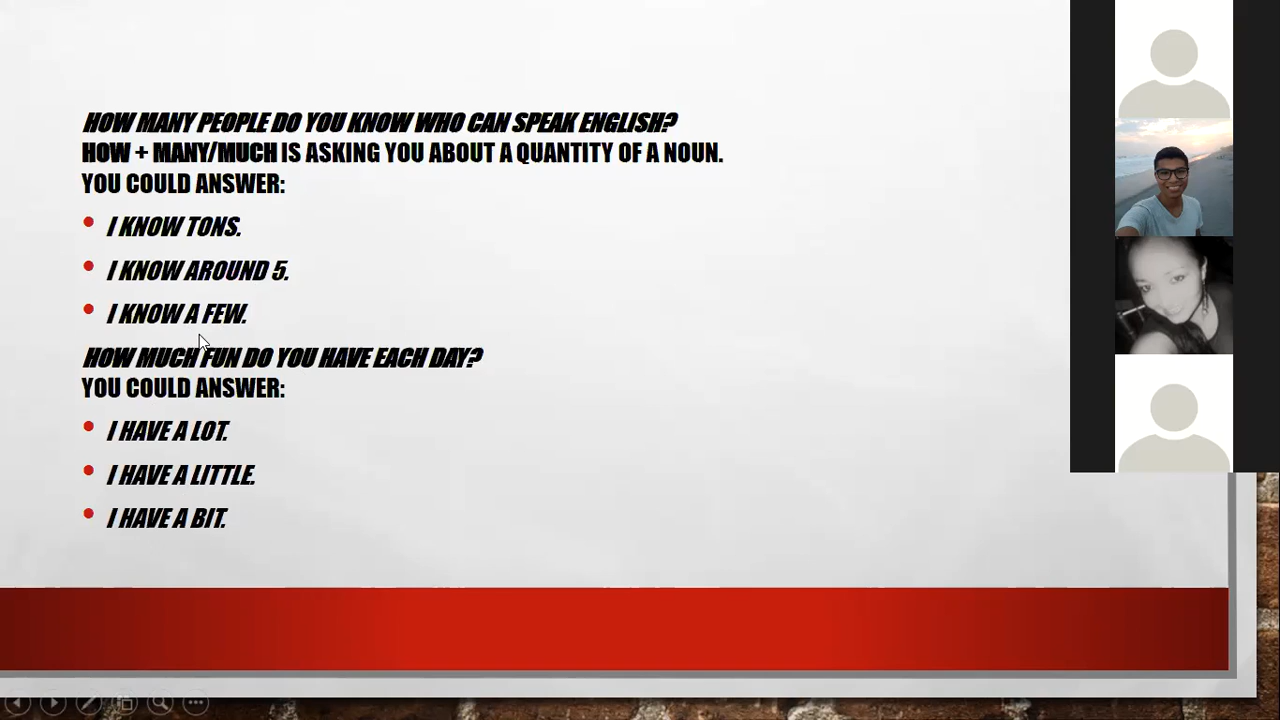 HOW MANY PEOPLE DO YOU KNOW WHO CAN SPEAK ENGLISH?
HOW + MANY/MUCH IS ASKING YOU ABOUT A QUANTITY OF A NOUN.
YOU COULD ANSWER:
• I KNOW TONS.
• I KNOW AROUND 5.
• I KNOW A FEW.
HOW MUCH FUN DO YOU HAVE EACH DAY?
YOU COULD ANSWER:
• I HAVE A LOT.
• I HAVE A LITTLE.
• I HAVE A BIT.